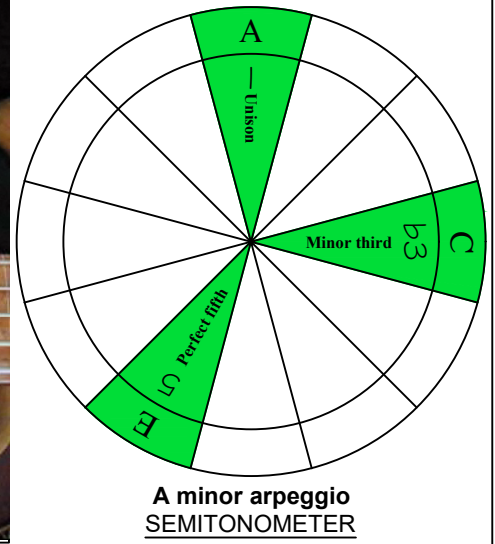 A
1 Unison
C
b3 Minor third
E
5 Perfect fifth
A minor arpeggio
SEMITONOMETER